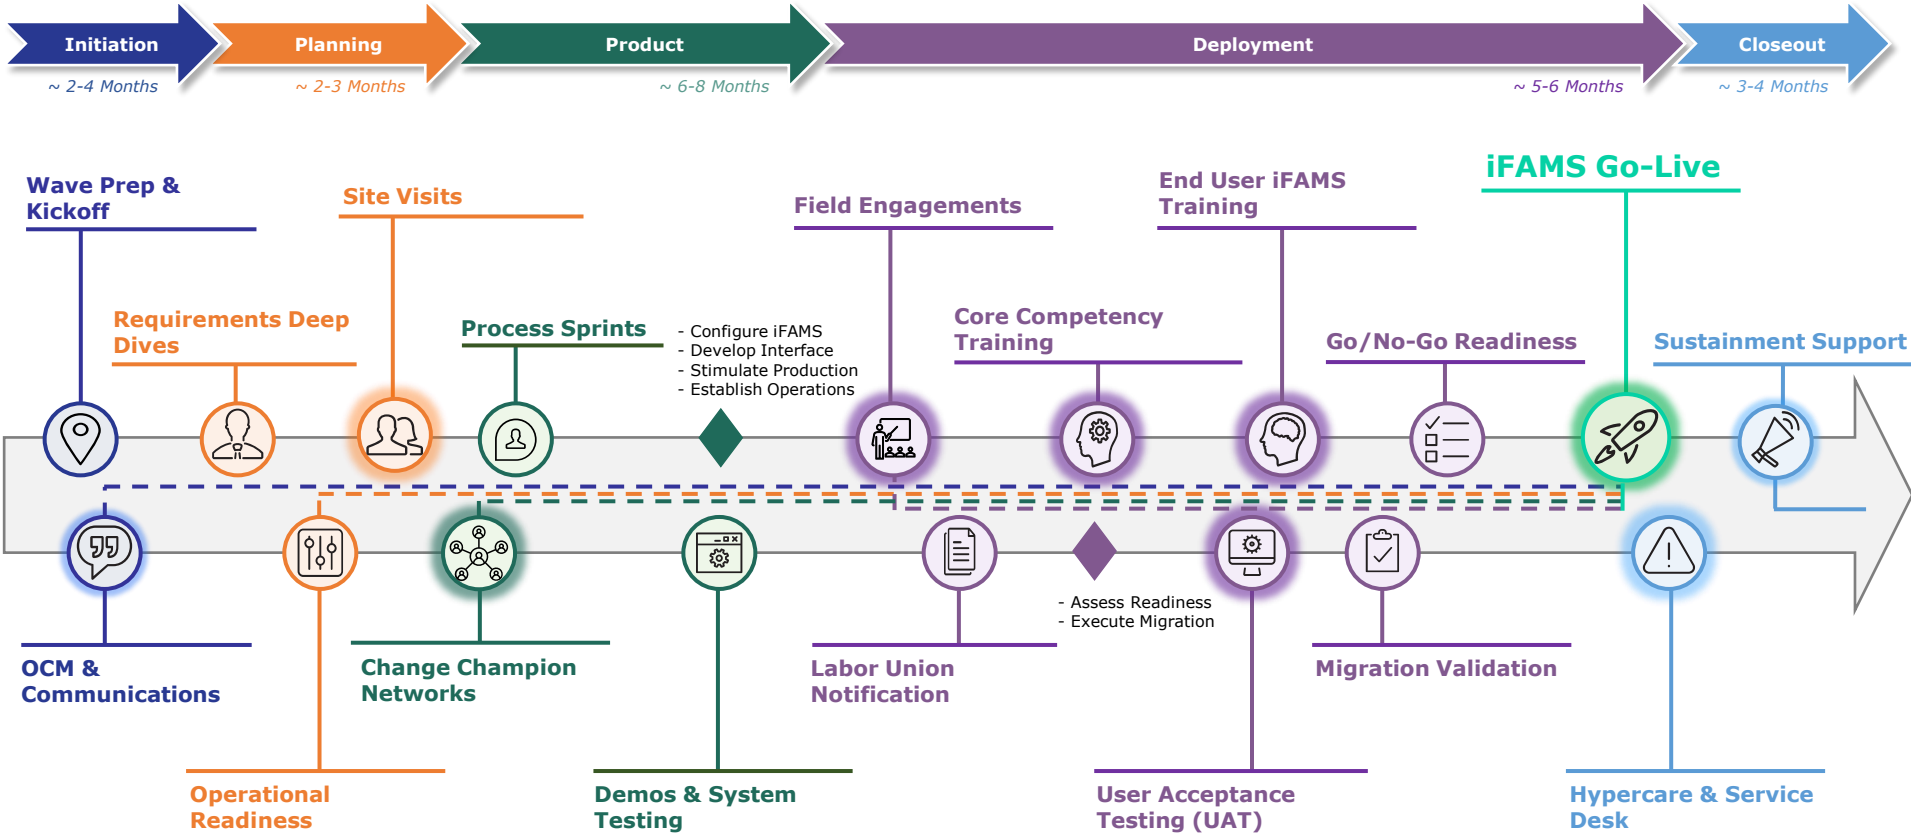 Initiation
Planning
Product
Deployment
Closeout
~ 2-4 Months
~ 2-3 Months
~ 6-8 Months
~ 5-6 Months
~ 3-4 Months
Wave Prep &
Kickoff
Site Visits
Field Engagements
End User iFAMS
Training
iFAMS Go-Live
Requirements Deep
Dives
Process Sprints
- Configure iFAMS
- Develop Interface
- Stimulate Production
- Establish Operations
Core Competency
Training
Go/No-Go Readiness
Sustainment Support
- Assess Readiness
- Execute Migration
OCM &
Communications
Change Champion
Networks
Labor Union
Notification
Migration Validation
Operational
Readiness
Demos & System
Testing
User Acceptance
Testing (UAT)
Hypercare & Service
Desk